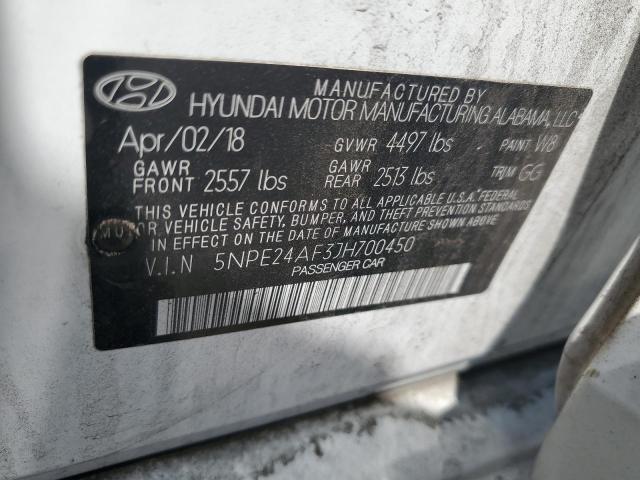 MANUFACTURED BY
HYUNDAI MOTOR MANUFACTURING ALABAMA, LLC
Apr/02/18 GVWR 4497 lbs PAINT W8
GAWR FRONT 2557 lbs GAWR REAR 2513 lbs TRIM GG
THIS VEHICLE CONFORMS TO ALL APPLICABLE U.S.A. FEDERAL
MOTOR VEHICLE SAFETY, BUMPER, AND THEFT PREVENTION STANDARDS
IN EFFECT ON THE DATE OF MANUFACTURE SHOWN ABOVE.
V.I.N 5NPE24AF3JH700450
PASSENGER CAR